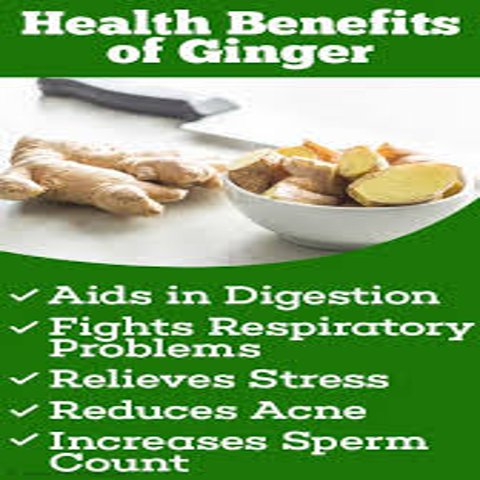 Health Benefits
of Ginger
Aids in Digestion
Fights Respiratory
Problems
Relieves Stress
Reduces Acne
Increases Sperm
Count